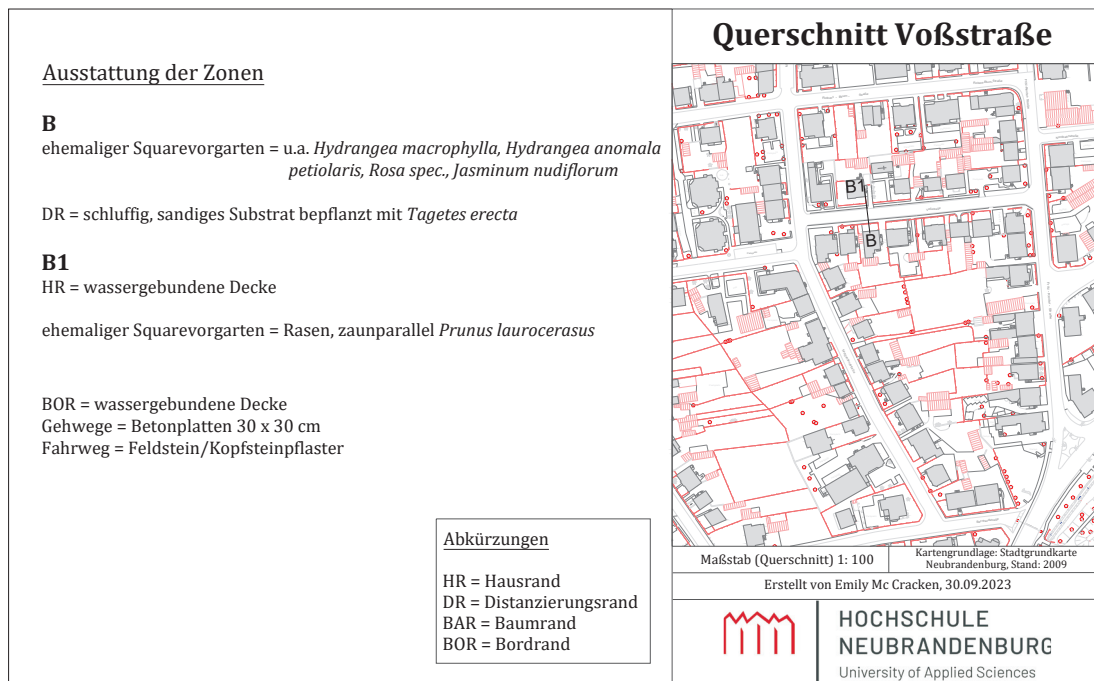 Ausstattung der Zonen
B
ehemaliger Squarevorgarten = u.a. Hydrangea macrophylla, Hydrangea anomala
petiolaris, Rosa spec., Jasminum nudiflorum
DR = schluffig, sandiges Substrat bepflanzt mit Tagetes erecta
B1
HR = wassergebundene Decke
ehemaliger Squarevorgarten = Rasen, zaunparallel Prunus laurocerasus
BOR = wassergebundene Decke
Gehwege = Betonplatten 30 x 30 cm
Fahrweg = Feldstein/Kopfsteinpflaster
Abkürzungen
HR = Hausrand
DR = Distanzierungsrand
BAR = Baumrand
BOR = Bordrand
Querschnitt Voßstraße
B1
B
Maßstab (Querschnitt) 1: 100
Kartengrundlage: Stadtgrundkarte
Neubrandenburg, Stand: 2009
Erstellt von Emily Mc Cracken, 30.09.2023
HOCHSCHULE
NEUBRANDENBURG
University of Applied Sciences